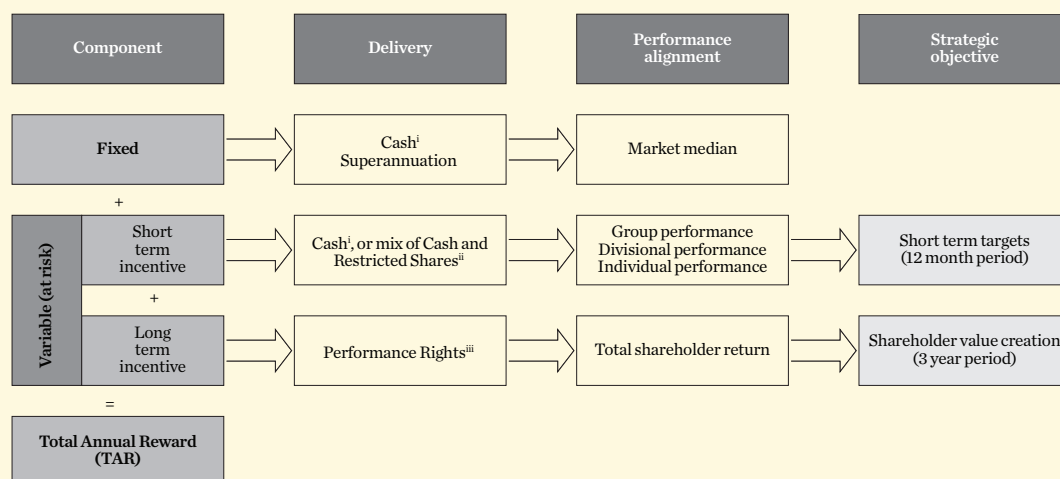 Component
Delivery
Performance
alignment
Strategic
objective
Fixed
Cashⁱ
Superannuation
Market median
+
Variable (at risk)
Short
term
incentive
Cashⁱ, or mix of Cash and
Restricted Sharesⁱⁱ
Group performance
Divisional performance
Individual performance
Short term targets
(12 month period)
+
Long
term
incentive
Performance Rightsⁱⁱⁱ
Total shareholder return
Shareholder value creation
(3 year period)
=
Total Annual Reward
(TAR)